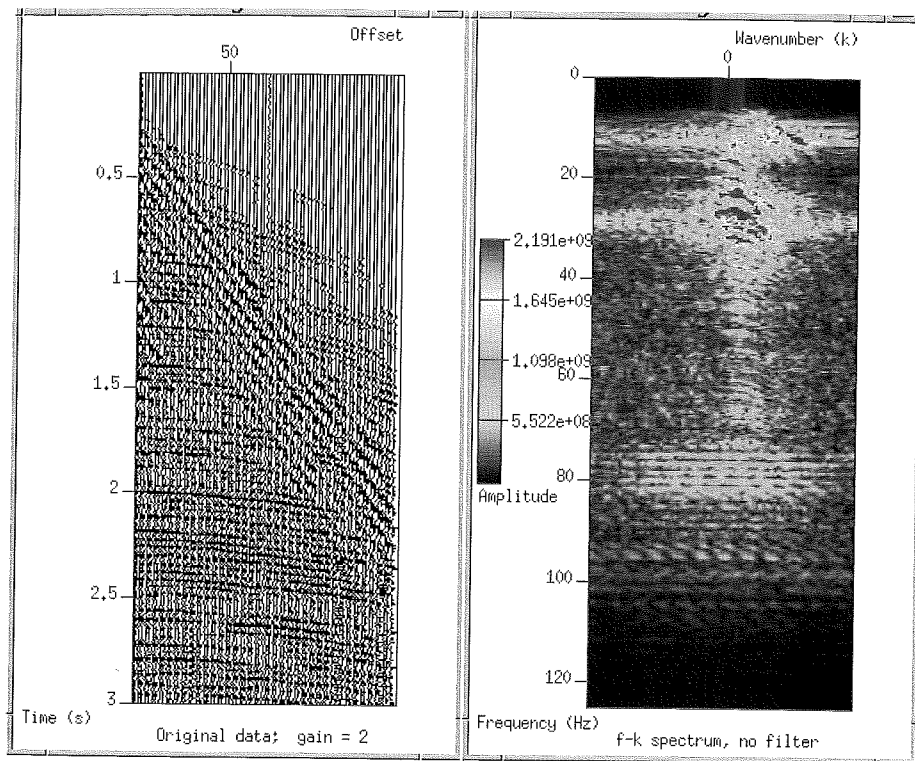 Offset
50
0.5
1
1.5
2
2.5
3
Time (s)
Original data; gain = 2
Wavenumber (k)
0
0
20
40
60
80
100
120
2.191e+09
1.645e+09
1.098e+09
5.522e+08
Amplitude
Frequency (Hz)
f-k spectrum, no filter